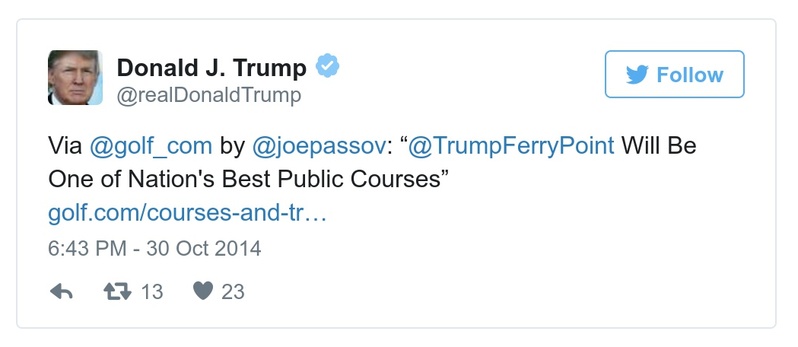 Donald J. Trump
@realDonaldTrump
Follow
Via @golf_com by @joepassov: “@TrumpFerryPoint Will Be
One of Nation's Best Public Courses”
golf.com/courses-and-tr…
6:43 PM - 30 Oct 2014
13 23